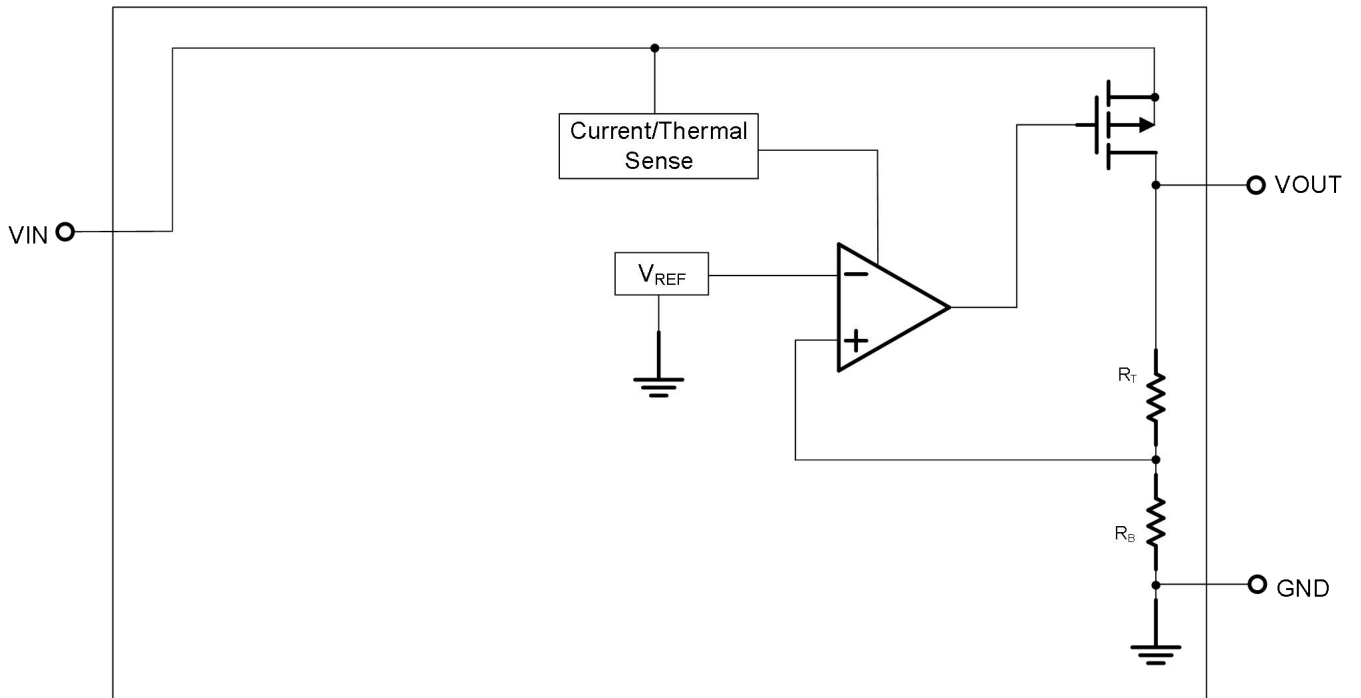 Current/Thermal
Sense
VOUT
VIN
VREF
−
+
RT
RB
GND